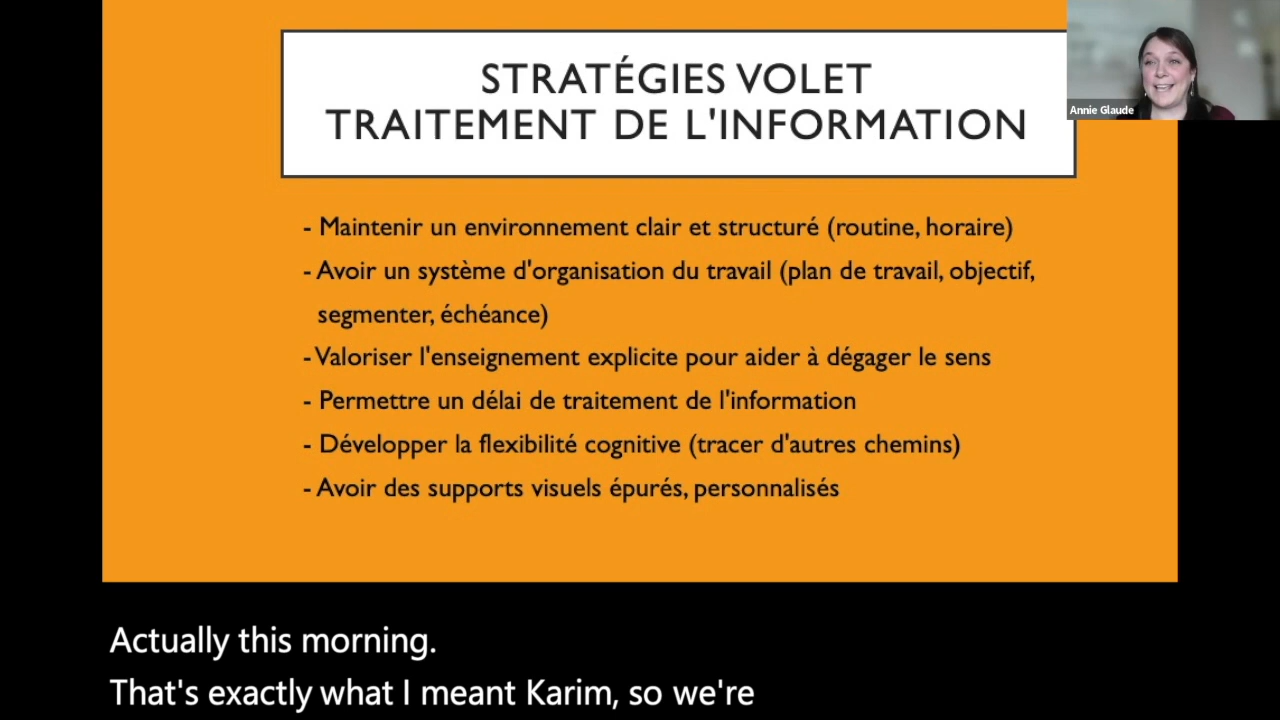 STRATÉGIES VOLET
TRAITEMENT DE L'INFORMATION
Annie Glaude
- Maintenir un environnement clair et structuré (routine, horaire)
- Avoir un système d'organisation du travail (plan de travail, objectif,
segmenter, échéance)
- Valoriser l'enseignement explicite pour aider à dégager le sens
- Permettre un délai de traitement de l'information
- Développer la flexibilité cognitive (tracer d'autres chemins)
- Avoir des supports visuels épurés, personnalisés
Actually this morning.
That's exactly what I meant Karim, so we're